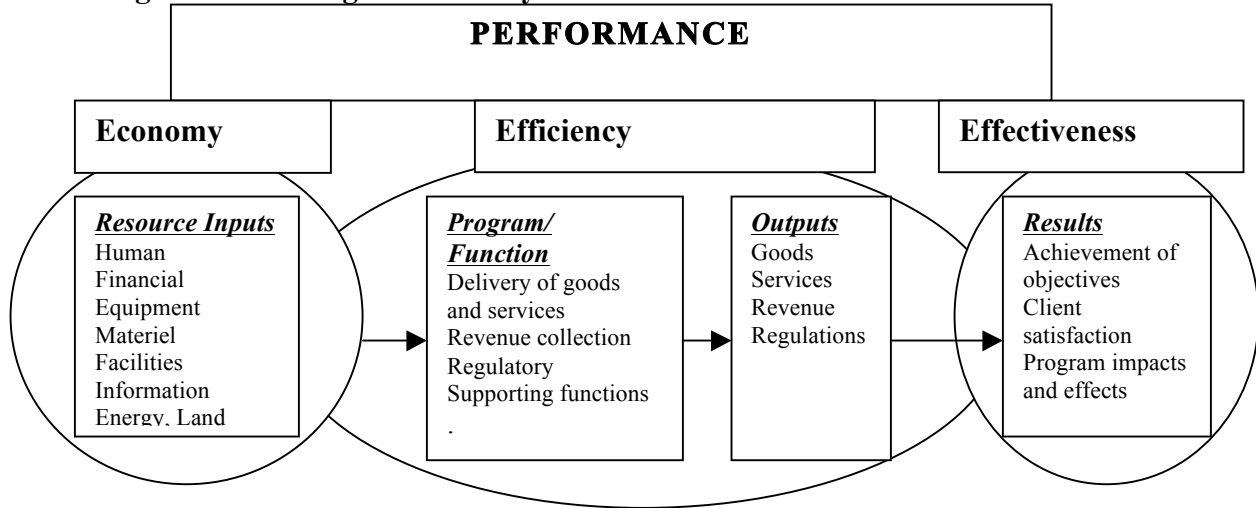 PERFORMANCE
Economy
Efficiency
Effectiveness
Resource Inputs
Human
Financial
Equipment
Materiel
Facilities
Information
Energy, Land
Program/
Function
Delivery of goods
and services
Revenue collection
Regulatory
Supporting functions
.
Outputs
Goods
Services
Revenue
Regulations
Results
Achievement of
objectives
Client
satisfaction
Program impacts
and effects